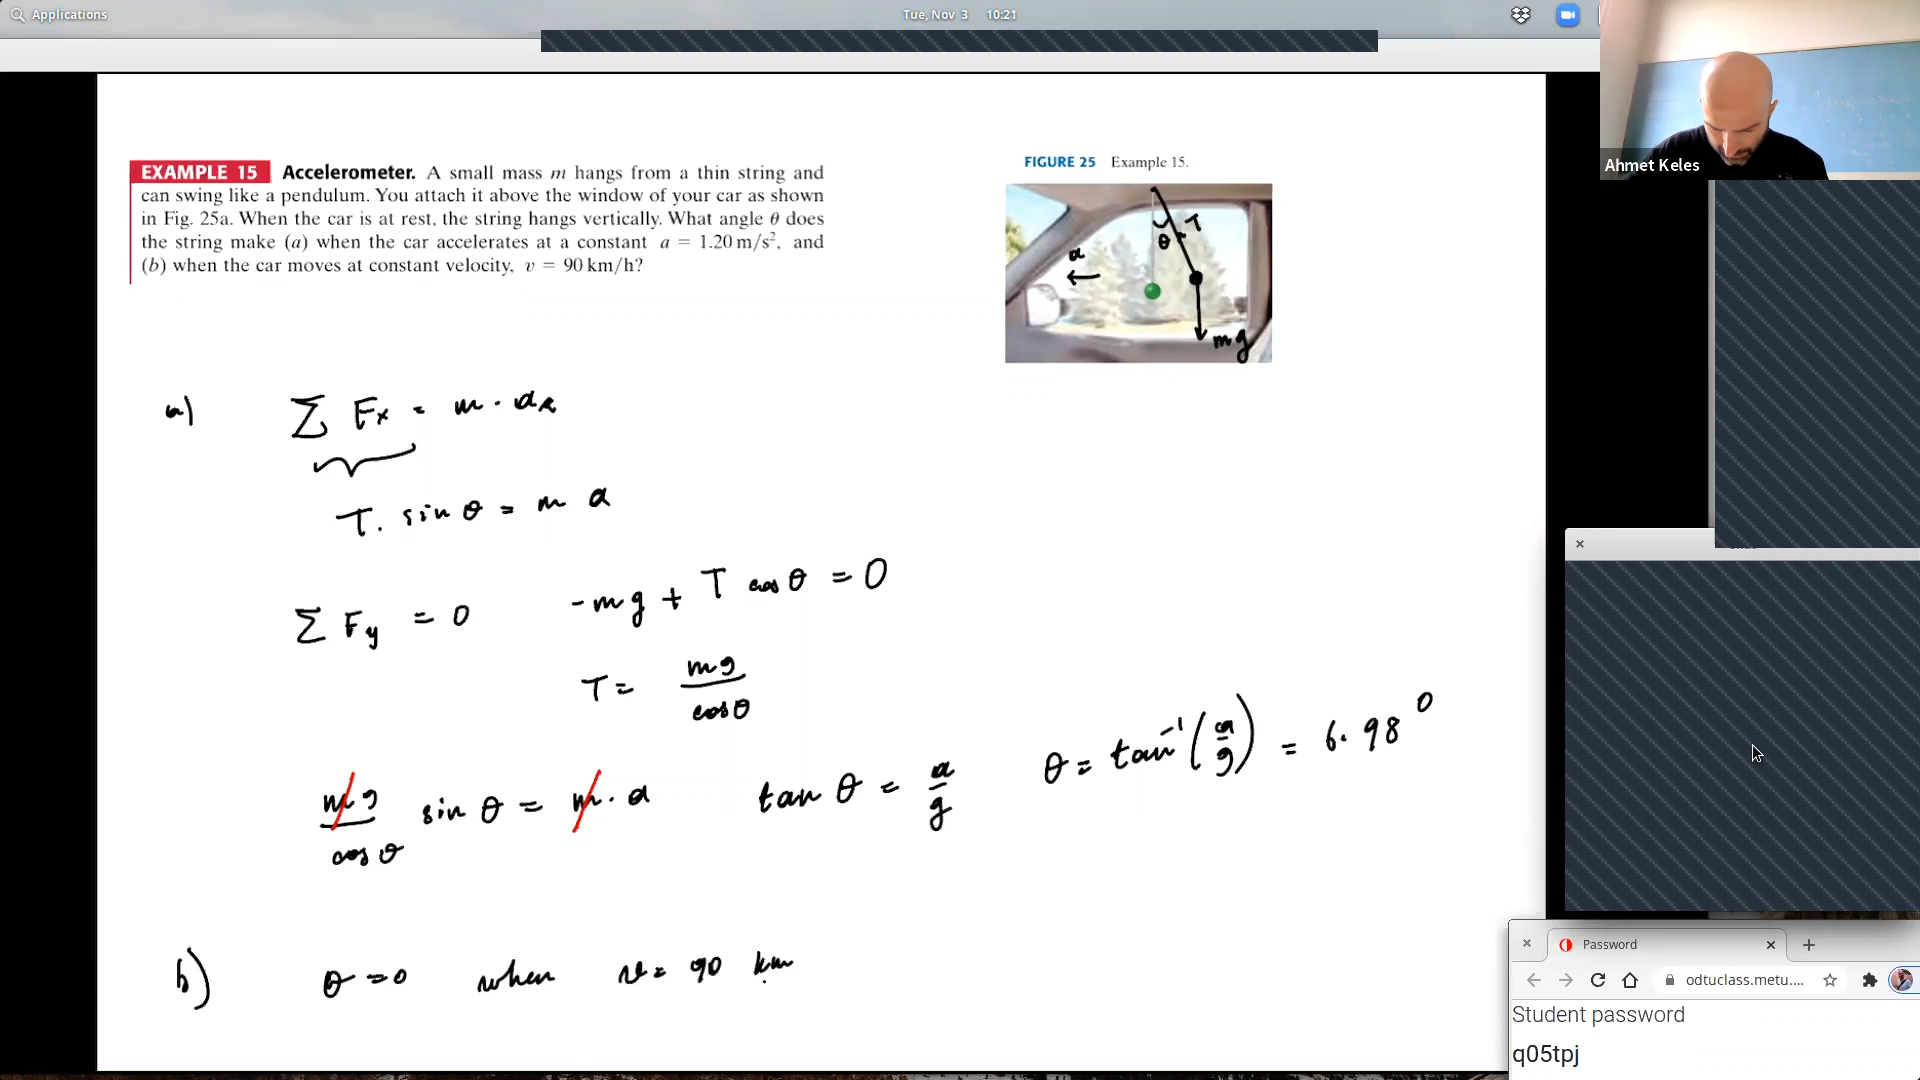 Applications
Tue, Nov 3 10:21
Ahmet Keles
EXAMPLE 15 Accelerometer. A small mass m hangs from a thin string and
can swing like a pendulum. You attach it above the window of your car as shown
in Fig. 25a. When the car is at rest, the string hangs vertically. What angle θ does
the string make (a) when the car accelerates at a constant a = 1.20 m/s², and
(b) when the car moves at constant velocity, v = 90 km/h?
FIGURE 25 Example 15.
θ T
a
mg
a) Σ Fx = m · ax
T. sin θ = m a
Σ Fy = 0 -mg + T cos θ = 0
T = mg/cosθ
mg/cosθ sin θ = m · a tan θ = a/g θ = tan⁻¹(a/g) = 6.98⁰
b) θ = 0 when v = 90 km
Password
odtuclass.metu....
Student password
q05tpj